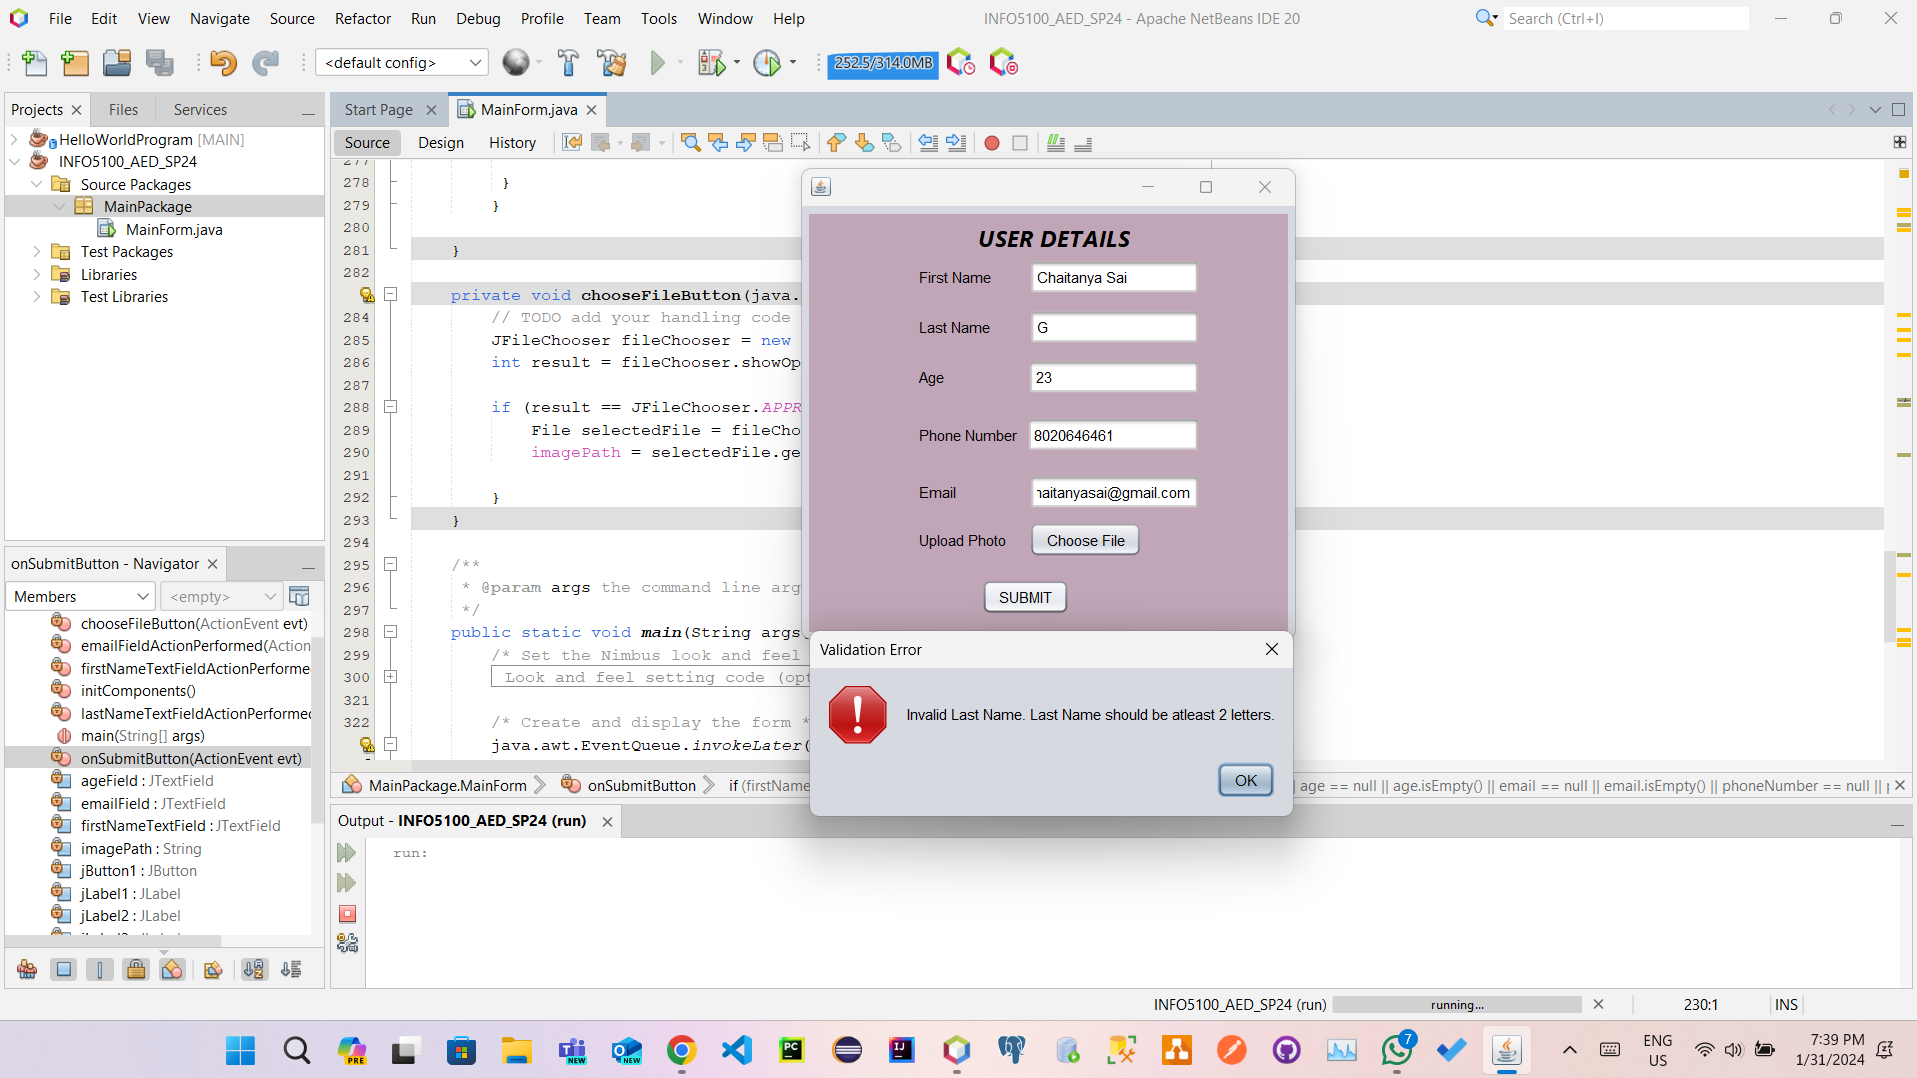 File Edit View Navigate Source Refactor Run Debug Profile Team Tools Window Help
INFO5100_AED_SP24 - Apache NetBeans IDE 20
Search (Ctrl+I)
<default config>
252.5/314.0MB
Projects Files Services
HelloWorldProgram [MAIN]
INFO5100_AED_SP24
Source Packages
MainPackage
MainForm.java
Test Packages
Libraries
Test Libraries
Start Page MainForm.java
Source Design History
277
278 }
279 }
280
281 }
282
private void chooseFileButton(java.
284 // TODO add your handling code
285 JFileChooser fileChooser = new
286 int result = fileChooser.showOp
287
288 if (result == JFileChooser.APPR
289 File selectedFile = fileCho
290 imagePath = selectedFile.ge
291
292 }
293 }
294
295 /**
296 * @param args the command line arg
297 */
298 public static void main(String args
299 /* Set the Nimbus look and feel
300 Look and feel setting code (opt
321
322 /* Create and display the form *
java.awt.EventQueue.invokeLater(
MainPackage.MainForm onSubmitButton if (firstName
| age == null || age.isEmpty() || email == null || email.isEmpty() || phoneNumber == null || p
USER DETAILS
First Name Chaitanya Sai
Last Name G
Age 23
Phone Number 8020646461
Email haitanyasai@gmail.com
Upload Photo Choose File
SUBMIT
Validation Error
Invalid Last Name. Last Name should be atleast 2 letters.
OK
onSubmitButton - Navigator
Members <empty>
chooseFileButton(ActionEvent evt)
emailFieldActionPerformed(Action
firstNameTextFieldActionPerforme
initComponents()
lastNameTextFieldActionPerformed
main(String[] args)
onSubmitButton(ActionEvent evt)
ageField : JTextField
emailField : JTextField
firstNameTextField : JTextField
imagePath : String
jButton1 : JButton
jLabel1 : JLabel
jLabel2 : JLabel
Output - INFO5100_AED_SP24 (run)
run:
INFO5100_AED_SP24 (run) running... 230:1 INS
PRE NEW NEW PC IJ 7
ENG
US
7:39 PM
1/31/2024